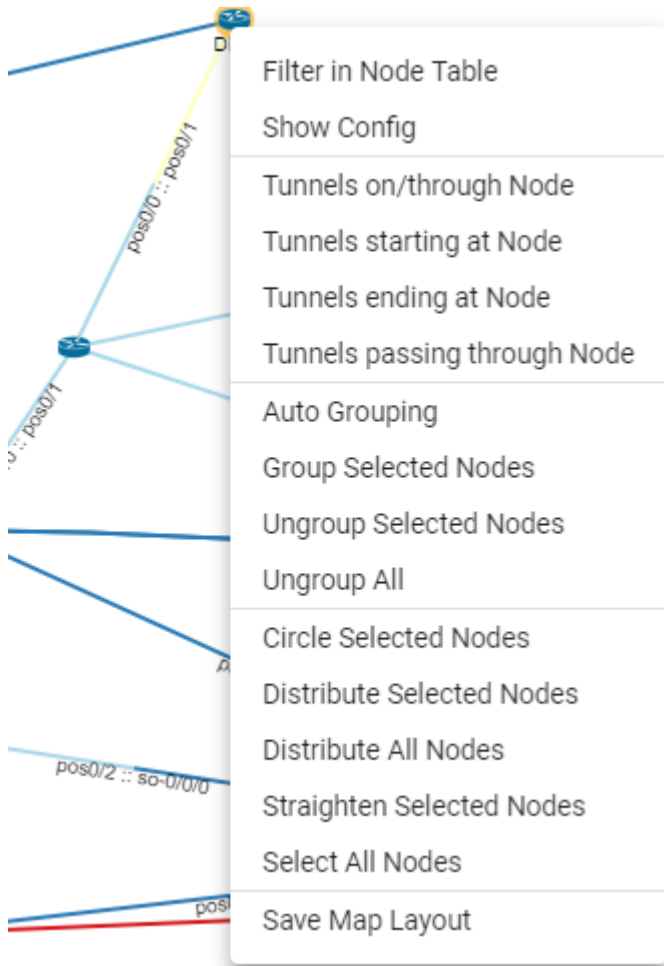 D
Filter in Node Table
Show Config
pos0/0 :: pos0/1
Tunnels on/through Node
Tunnels starting at Node
Tunnels ending at Node
Tunnels passing through Node
:: pos0/1
Auto Grouping
Group Selected Nodes
Ungroup Selected Nodes
Ungroup All
Circle Selected Nodes
Distribute Selected Nodes
Distribute All Nodes
pos0/2 :: so-0/0/0
Straighten Selected Nodes
Select All Nodes
pos
Save Map Layout